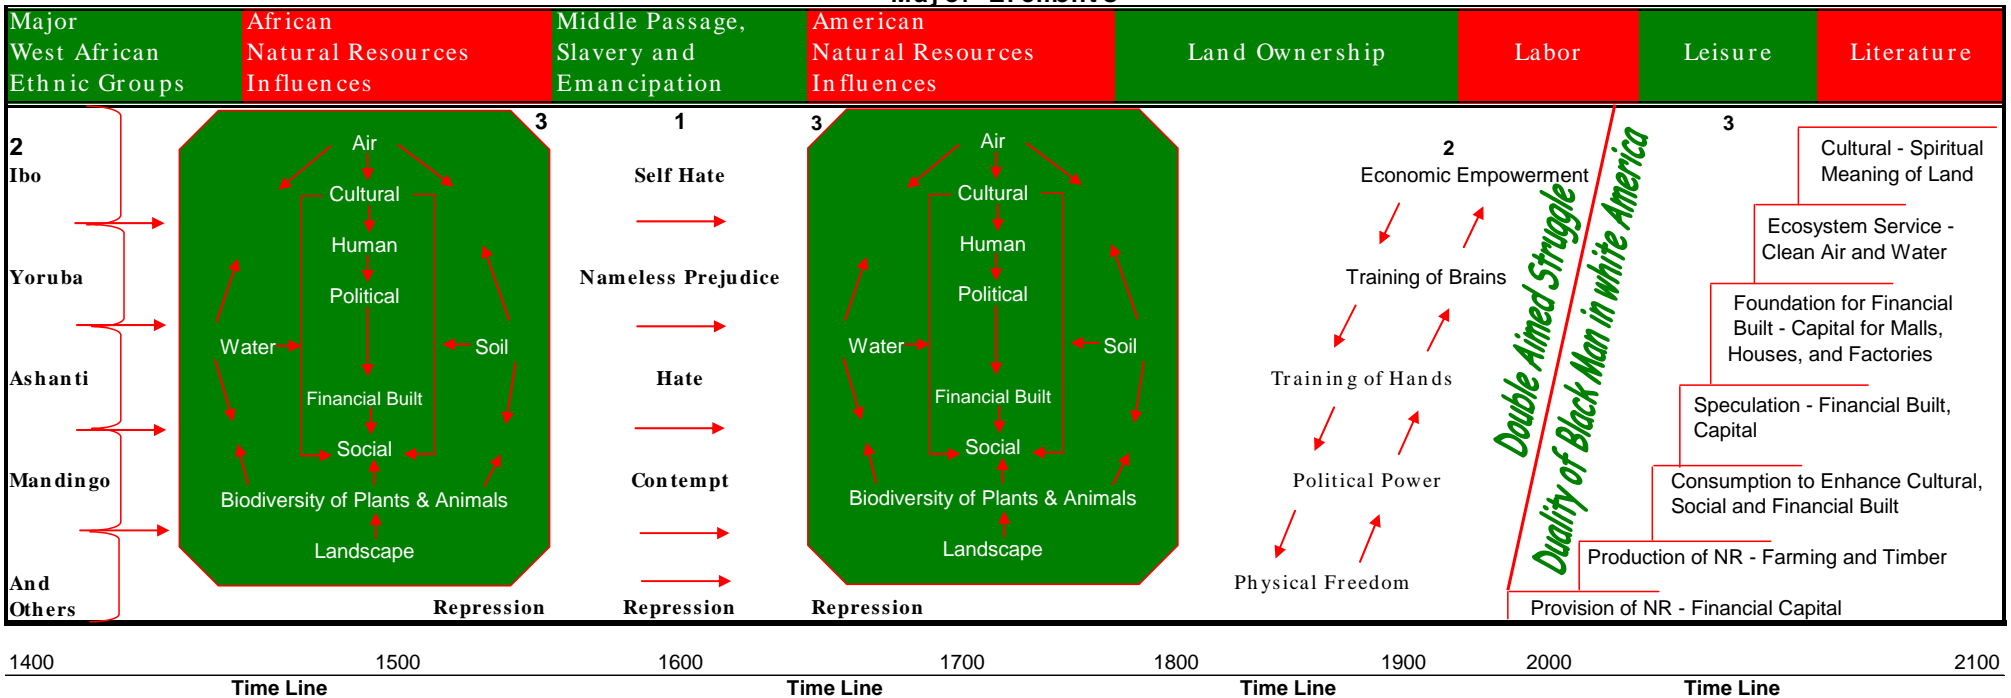 Major
West African
Ethnic Groups
African
Natural Resources
Influences
Middle Passage,
Slavery and
Emancipation
American
Natural Resources
Influences
Land Ownership
Labor
Leisure
Literature
2
Ibo
Yoruba
Ashanti
Mandingo
And
Others
3
Air
Cultural
Human
Political
Water
Soil
Financial Built
Social
Biodiversity of Plants & Animals
Landscape
Repression
1
Self Hate
Nameless Prejudice
Hate
Contempt
Repression
3
Air
Cultural
Human
Political
Water
Soil
Financial Built
Social
Biodiversity of Plants & Animals
Landscape
Repression
2
Economic Empowerment
Training of Brains
Training of Hands
Political Power
Physical Freedom
Double Aimed Struggle
Duality of Black Man in white America
3
Cultural - Spiritual
Meaning of Land
Ecosystem Service -
Clean Air and Water
Foundation for Financial
Built - Capital for Malls,
Houses, and Factories
Speculation - Financial Built,
Capital
Consumption to Enhance Cultural,
Social and Financial Built
Production of NR - Farming and Timber
Provision of NR - Financial Capital
1400 1500 1600 1700 1800 1900 2000 2100
Time Line Time Line Time Line Time Line